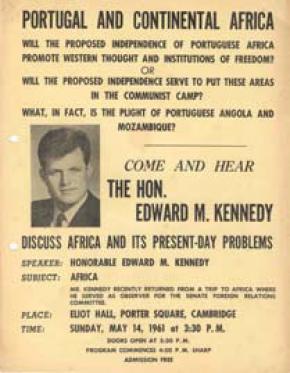 PORTUGAL AND CONTINENTAL AFRICA
WILL THE PROPOSED INDEPENDENCE OF PORTUGUESE AFRICA
PROMOTE WESTERN THOUGHT AND INSTITUTIONS OF FREEDOM?
OR
WILL THE PROPOSED INDEPENDENCE SERVE TO PUT THESE AREAS
IN THE COMMUNIST CAMP?
WHAT, IN FACT, IS THE PLIGHT OF PORTUGUESE ANGOLA AND
MOZAMBIQUE?
COME AND HEAR
THE HON.
EDWARD M. KENNEDY
DISCUSS AFRICA AND ITS PRESENT-DAY PROBLEMS
SPEAKER: HONORABLE EDWARD M. KENNEDY
SUBJECT: AFRICA
MR. KENNEDY RECENTLY RETURNED FROM A TRIP TO AFRICA WHERE
HE SERVED AS OBSERVER FOR THE SENATE FOREIGN RELATIONS
COMMITTEE.
PLACE: ELIOT HALL, PORTER SQUARE, CAMBRIDGE
TIME: SUNDAY, MAY 14, 1961 at 3:30 P. M.
DOORS OPEN AT 3:30 P. M.
PROGRAM COMMENCES 4:00 P. M. SHARP
ADMISSION FREE